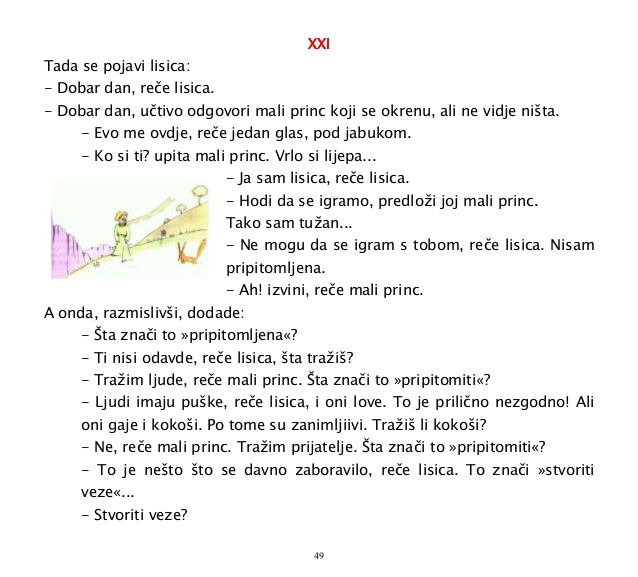 XXI
Tada se pojavi lisica:
– Dobar dan, reče lisica.
– Dobar dan, učtivo odgovori mali princ koji se okrenu, ali ne vidje ništa.
– Evo me ovdje, reče jedan glas, pod jabukom.
– Ko si ti? upita mali princ. Vrlo si lijepa...
– Ja sam lisica, reče lisica.
– Hodi da se igramo, predloži joj mali princ.
Tako sam tužan...
– Ne mogu da se igram s tobom, reče lisica. Nisam
pripitomljena.
– Ah! izvini, reče mali princ.
A onda, razmislivši, dodade:
– Šta znači to »pripitomljena«?
– Ti nisi odavde, reče lisica, šta tražiš?
– Tražim ljude, reče mali princ. Šta znači to »pripitomiti«?
– Ljudi imaju puške, reče lisica, i oni love. To je prilično nezgodno! Ali
oni gaje i kokoši. Po tome su zanimljiivi. Tražiš li kokoši?
– Ne, reče mali princ. Tražim prijatelje. Šta znači to »pripitomiti«?
– To je nešto što se davno zaboravilo, reče lisica. To znači »stvoriti
veze«...
– Stvoriti veze?
49